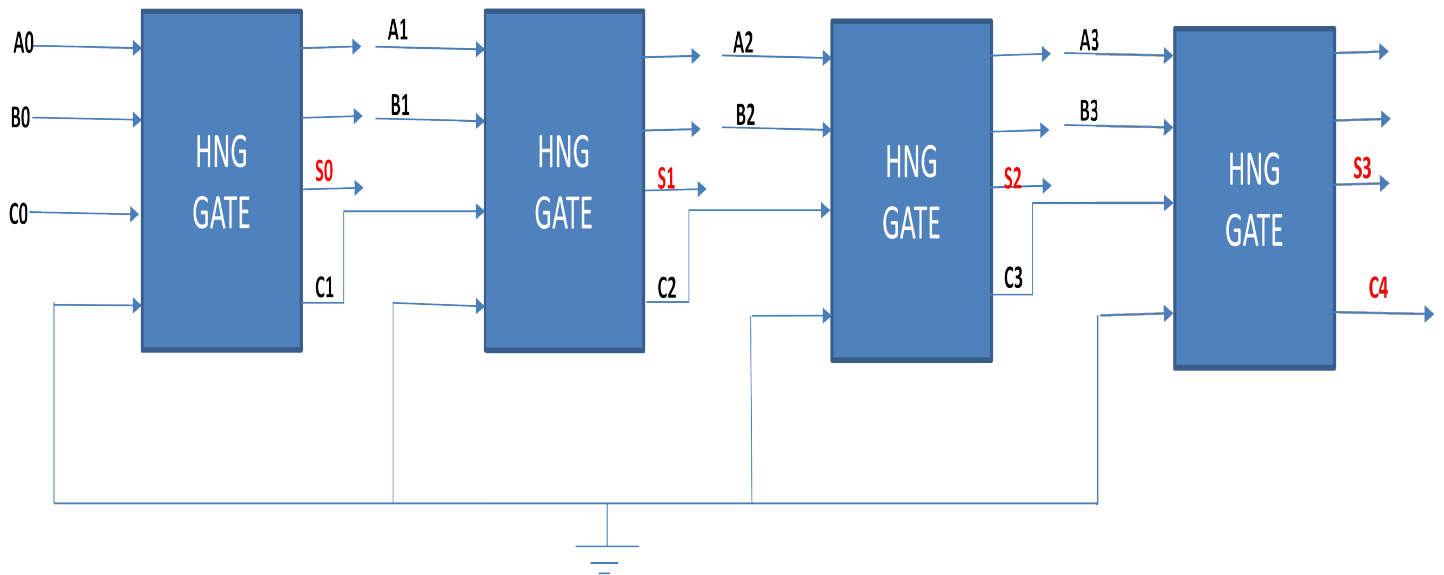 A0
B0
C0
HNG
GATE
S0
C1
A1
B1
HNG
GATE
S1
C2
A2
B2
HNG
GATE
S2
C3
A3
B3
HNG
GATE
S3
C4